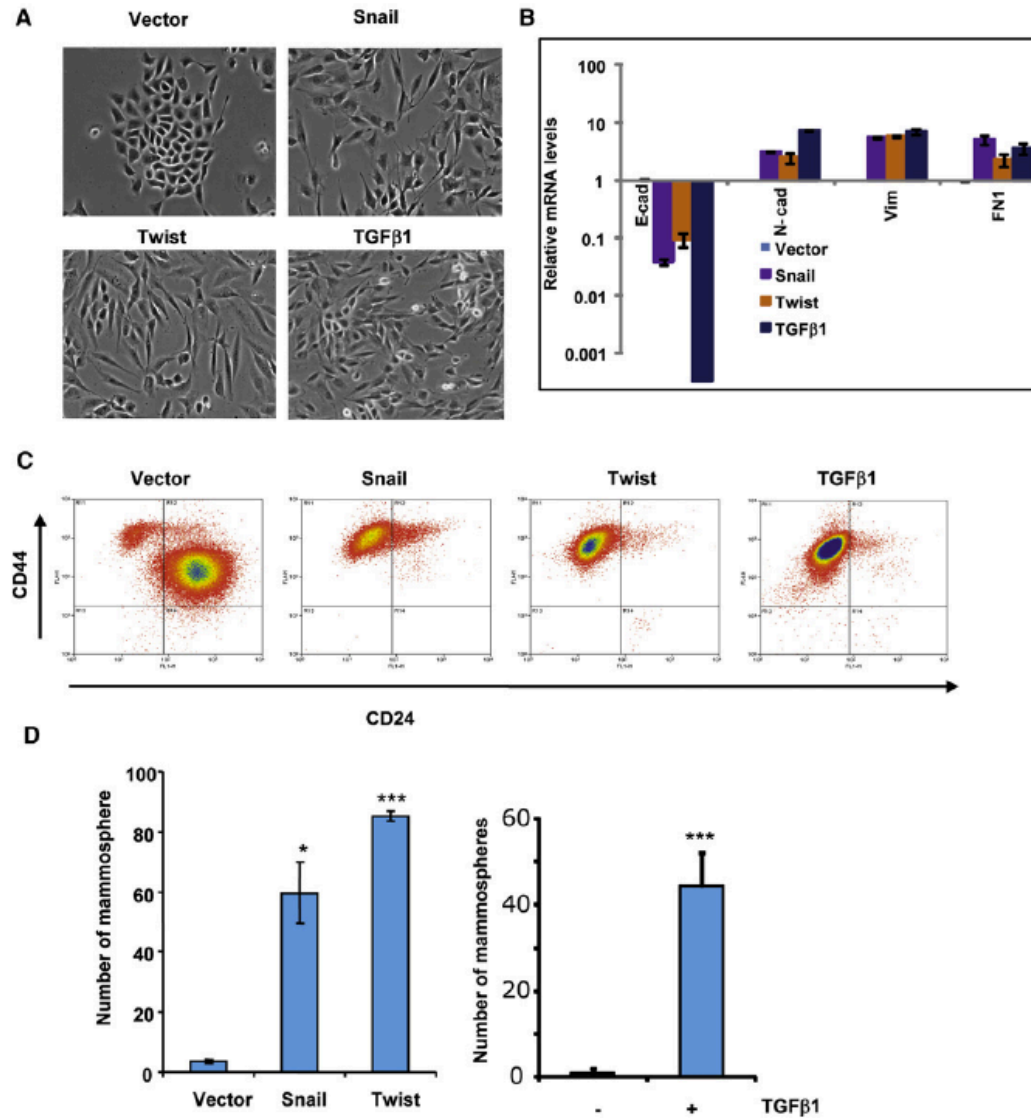 A
Vector
Snail
Twist
TGFβ1
B
Relative mRNA levels
100
10
1
0.1
0.01
0.001
E-cad
N-cad
Vim
FN1
Vector
Snail
Twist
TGFβ1
C
Vector
Snail
Twist
TGFβ1
CD44
CD24
D
Number of mammosphere
100
80
60
40
20
0
*
***
Vector
Snail
Twist
Number of mammospheres
60
40
20
0
***
-
+
TGFβ1